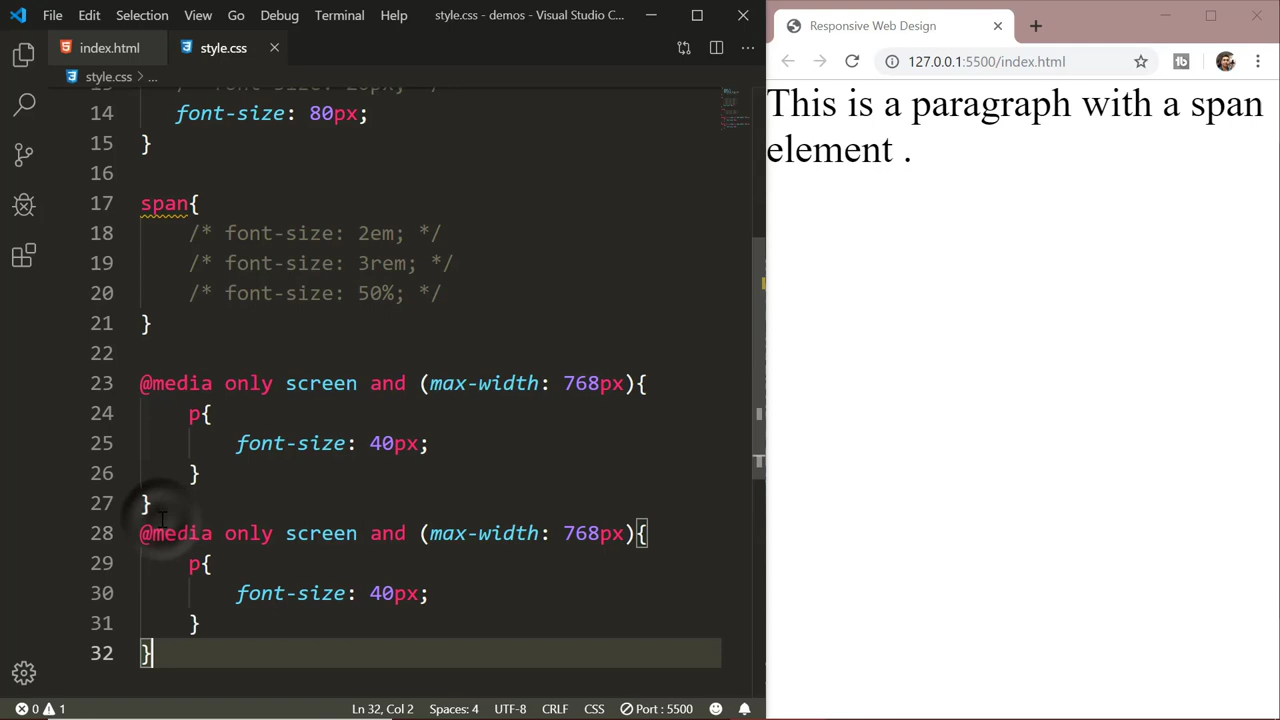 File Edit Selection View Go Debug Terminal Help style.css - demos - Visual Studio C...
index.html style.css
style.css › ...
14 font-size: 80px;
15 }
16
17 span{
18 /* font-size: 2em; */
19 /* font-size: 3rem; */
20 /* font-size: 50%; */
21 }
22
23 @media only screen and (max-width: 768px){
24 p{
25 font-size: 40px;
26 }
27 }
28 @media only screen and (max-width: 768px){
29 p{
30 font-size: 40px;
31 }
32 }
0 1 Ln 32, Col 2 Spaces: 4 UTF-8 CRLF CSS Port : 5500
Responsive Web Design
127.0.0.1:5500/index.html
This is a paragraph with a span
element .